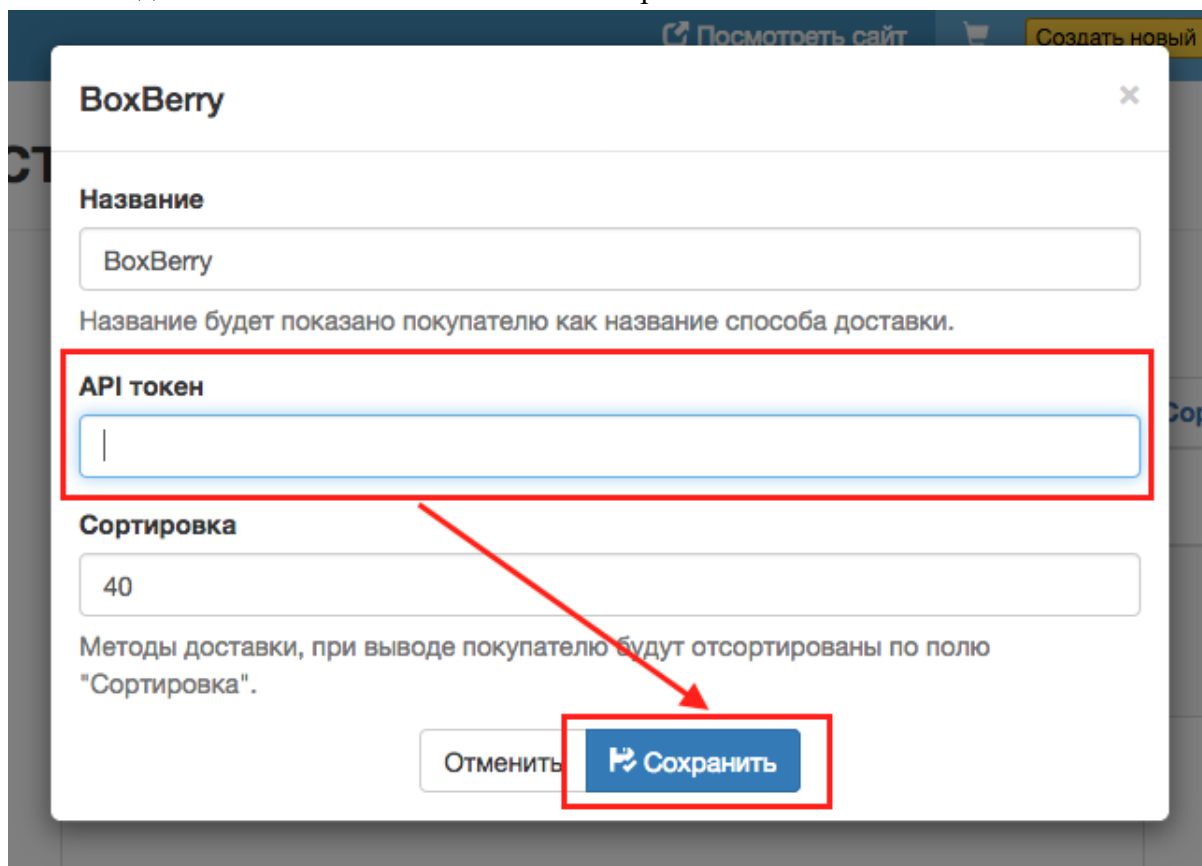 Посмотреть сайт
Создать новый
BoxBerry
×
Название
BoxBerry
Название будет показано покупателю как название способа доставки.
API токен
Сортировка
40
Методы доставки, при выводе покупателю будут отсортированы по полю
"Сортировка".
Отменить
Сохранить